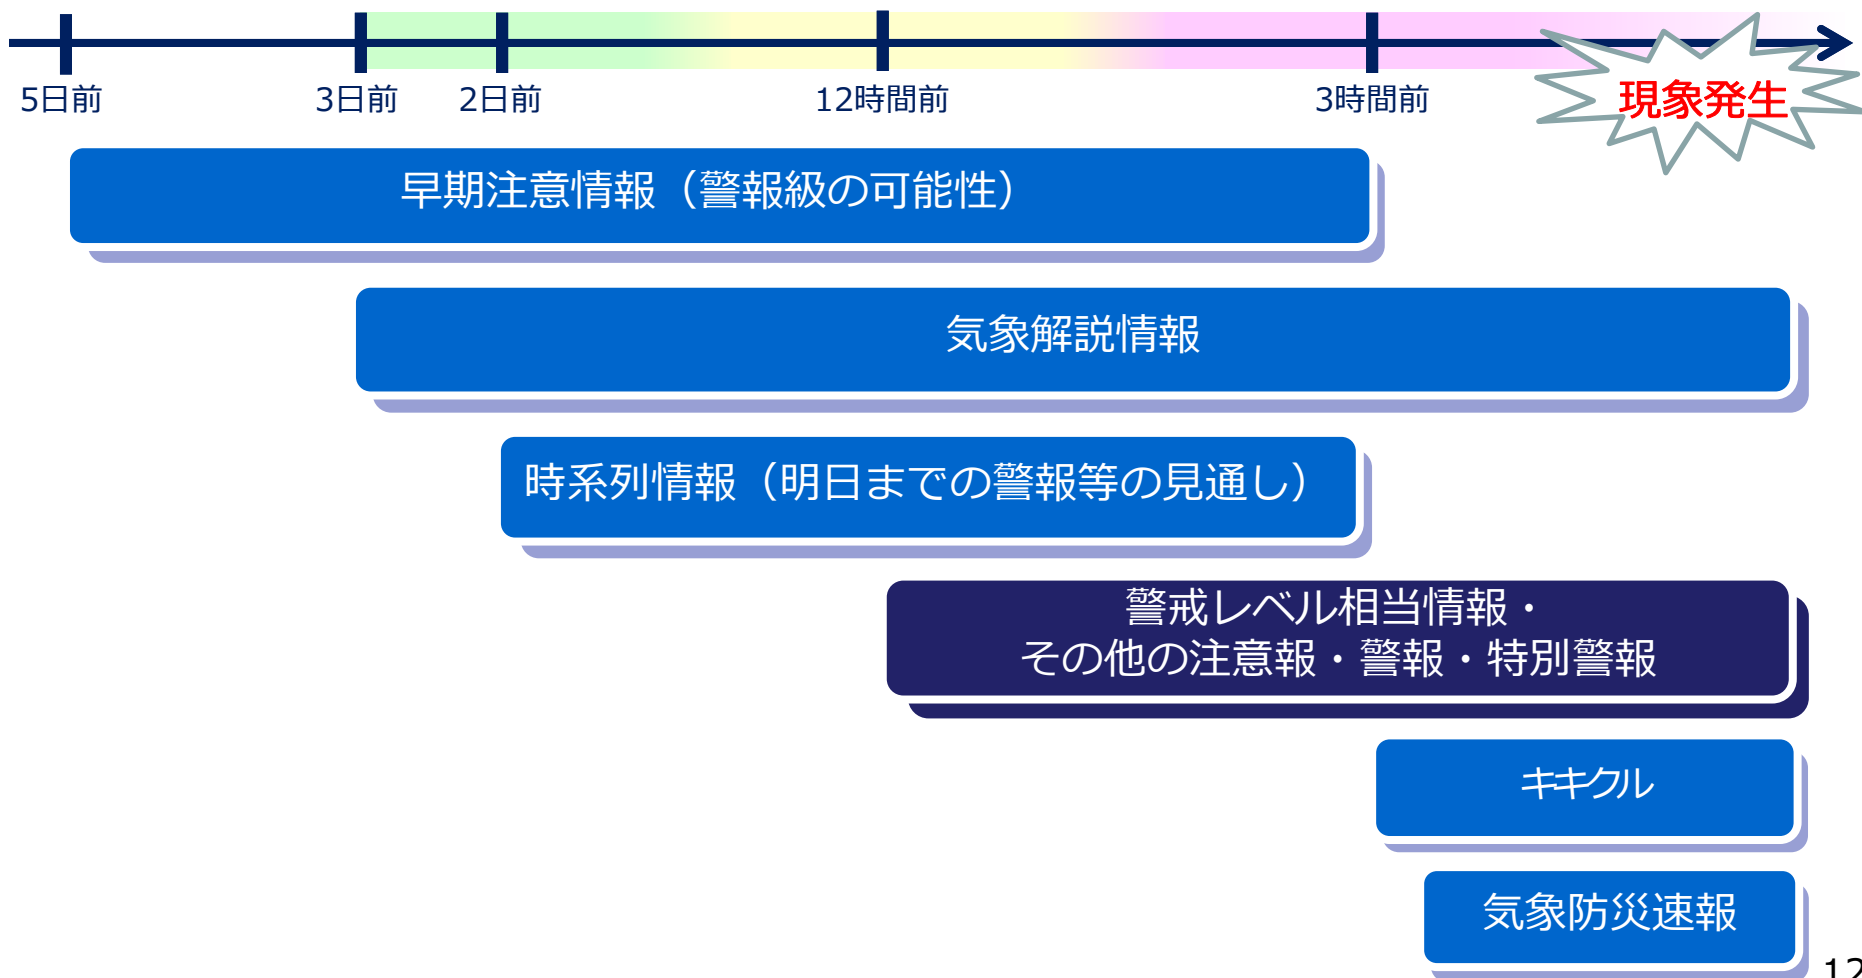 5日前
3日前
2日前
12時間前
3時間前
現象発生
早期注意情報（警報級の可能性）
気象解説情報
時系列情報（明日までの警報等の見通し）
警戒レベル相当情報・
その他の注意報・警報・特別警報
キキクル
気象防災速報
12